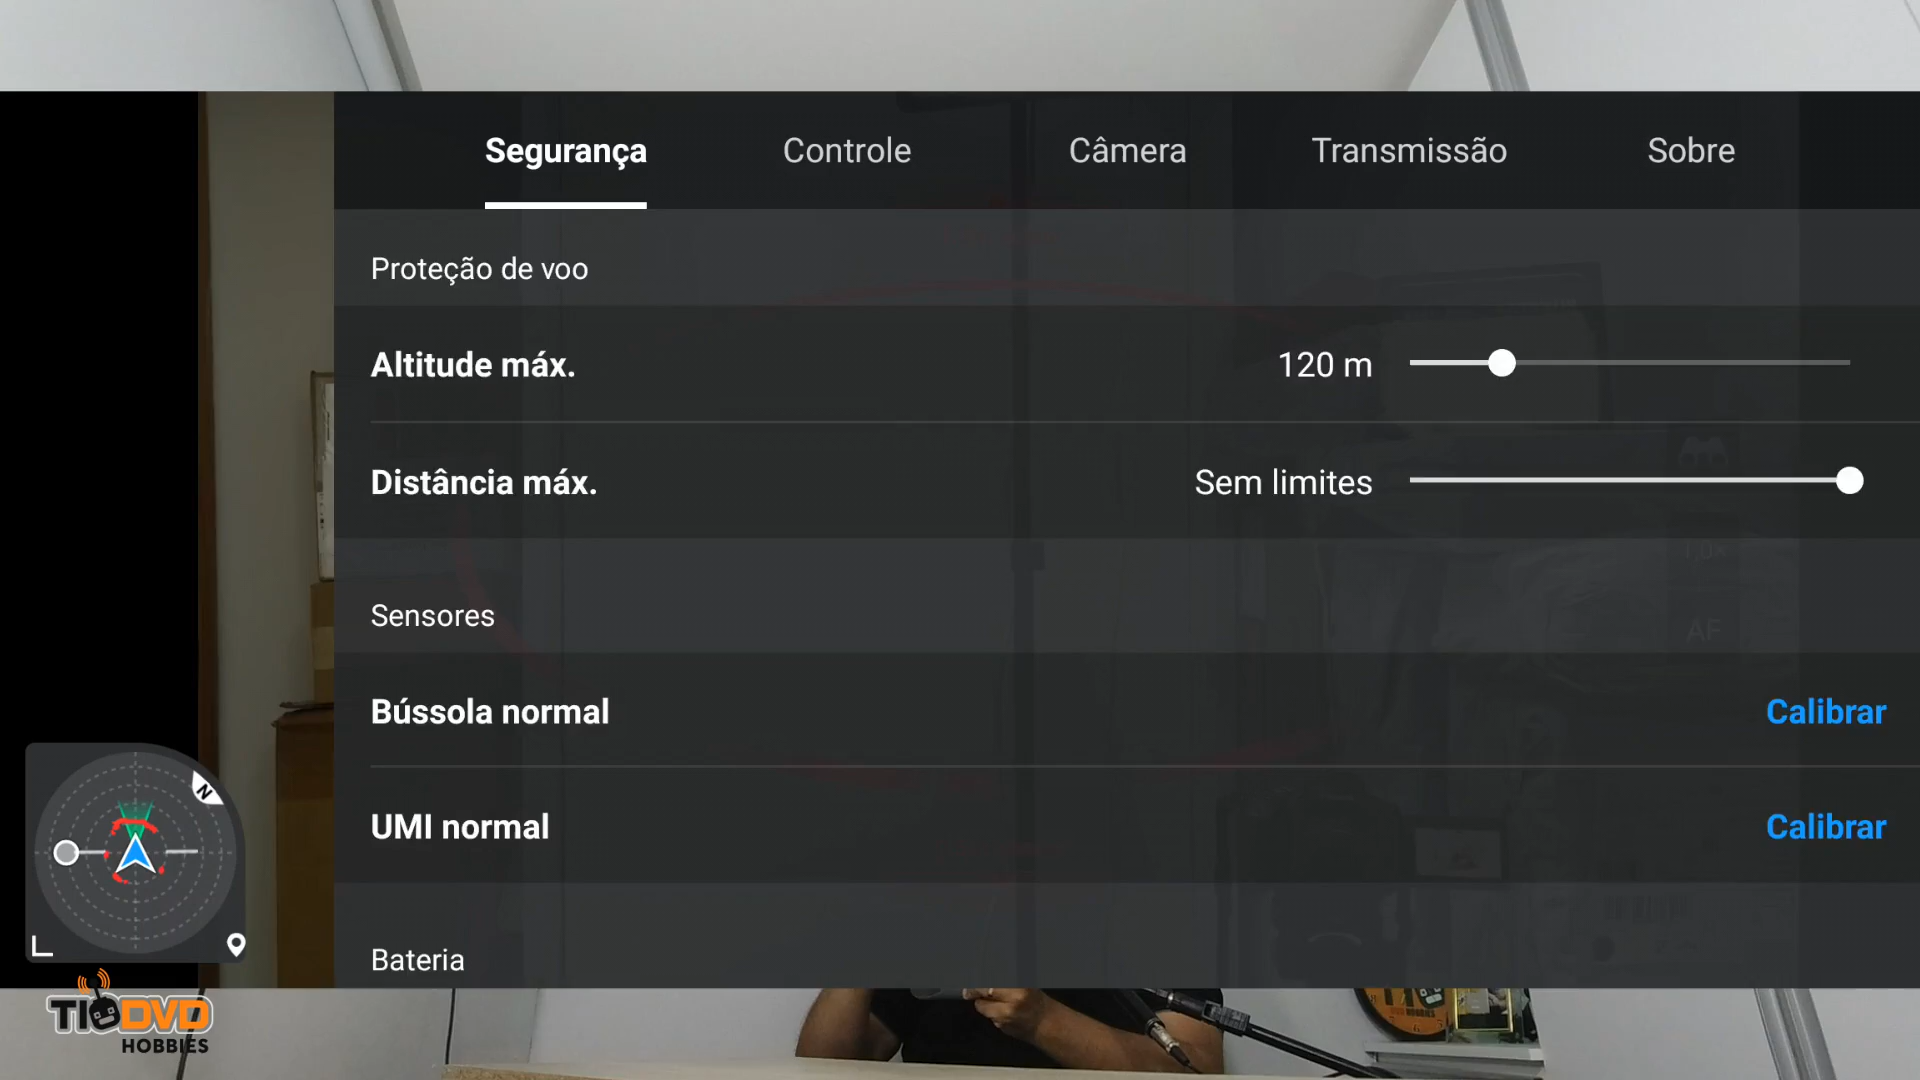 Segurança Controle Câmera Transmissão Sobre
Proteção de voo
Altitude máx. 120 m
Distância máx. Sem limites
Sensores
AF
Bússola normal Calibrar
UMI normal Calibrar
N
Bateria
TIODVD
HOBBIES